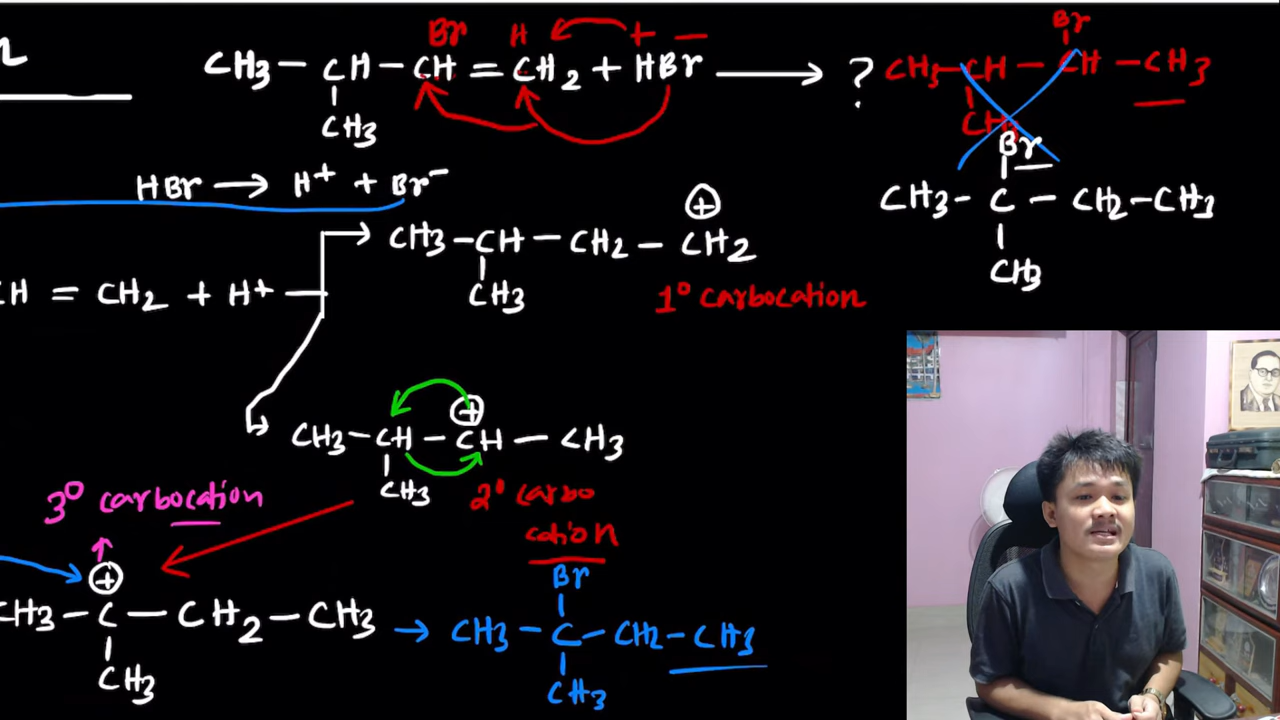 Br H + −
CH3 − CH − CH = CH2 + HBr ⟶ ?
CH3
Br
CH3 − CH − CH − CH3
CH3
HBr ⟶ H+ + Br−
Br
CH3 − C − CH2 − CH3
CH3
⊕
CH3 − CH − CH2 − CH2
CH3
1° carbocation
CH = CH2 + H+
⊕
CH3 − CH − CH − CH3
CH3
2° carbo
cation
3° carbocation
⊕
CH3 − C − CH2 − CH3
CH3
→
Br
CH3 − C − CH2 − CH3
CH3